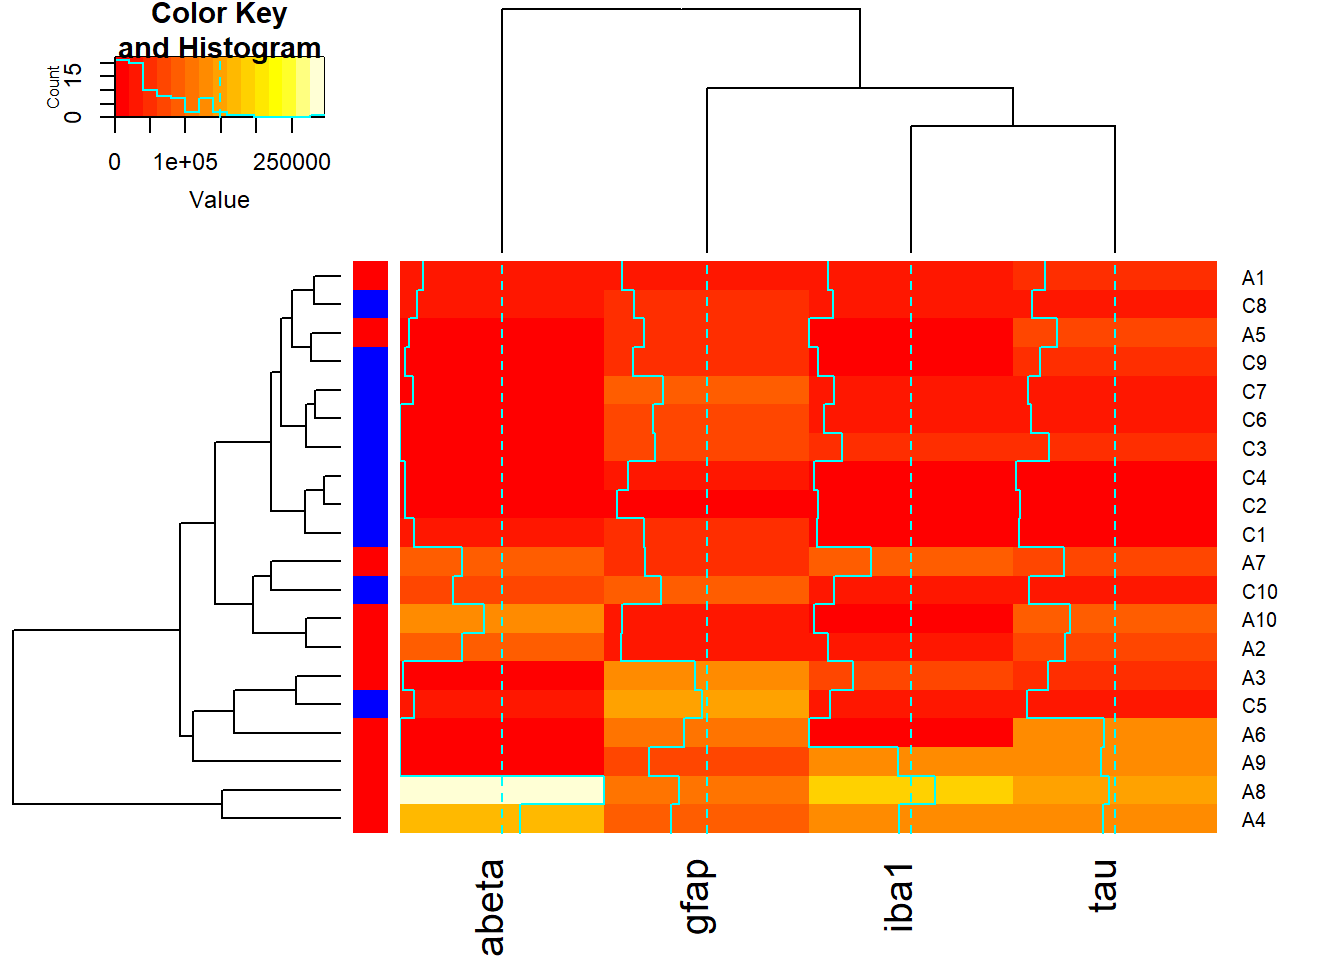 Color Key
and Histogram
Count
0 15
0 1e+05 250000
Value
A1
C8
A5
C9
C7
C6
C3
C4
C2
C1
A7
C10
A10
A2
A3
C5
A6
A9
A8
A4
abeta gfap iba1 tau